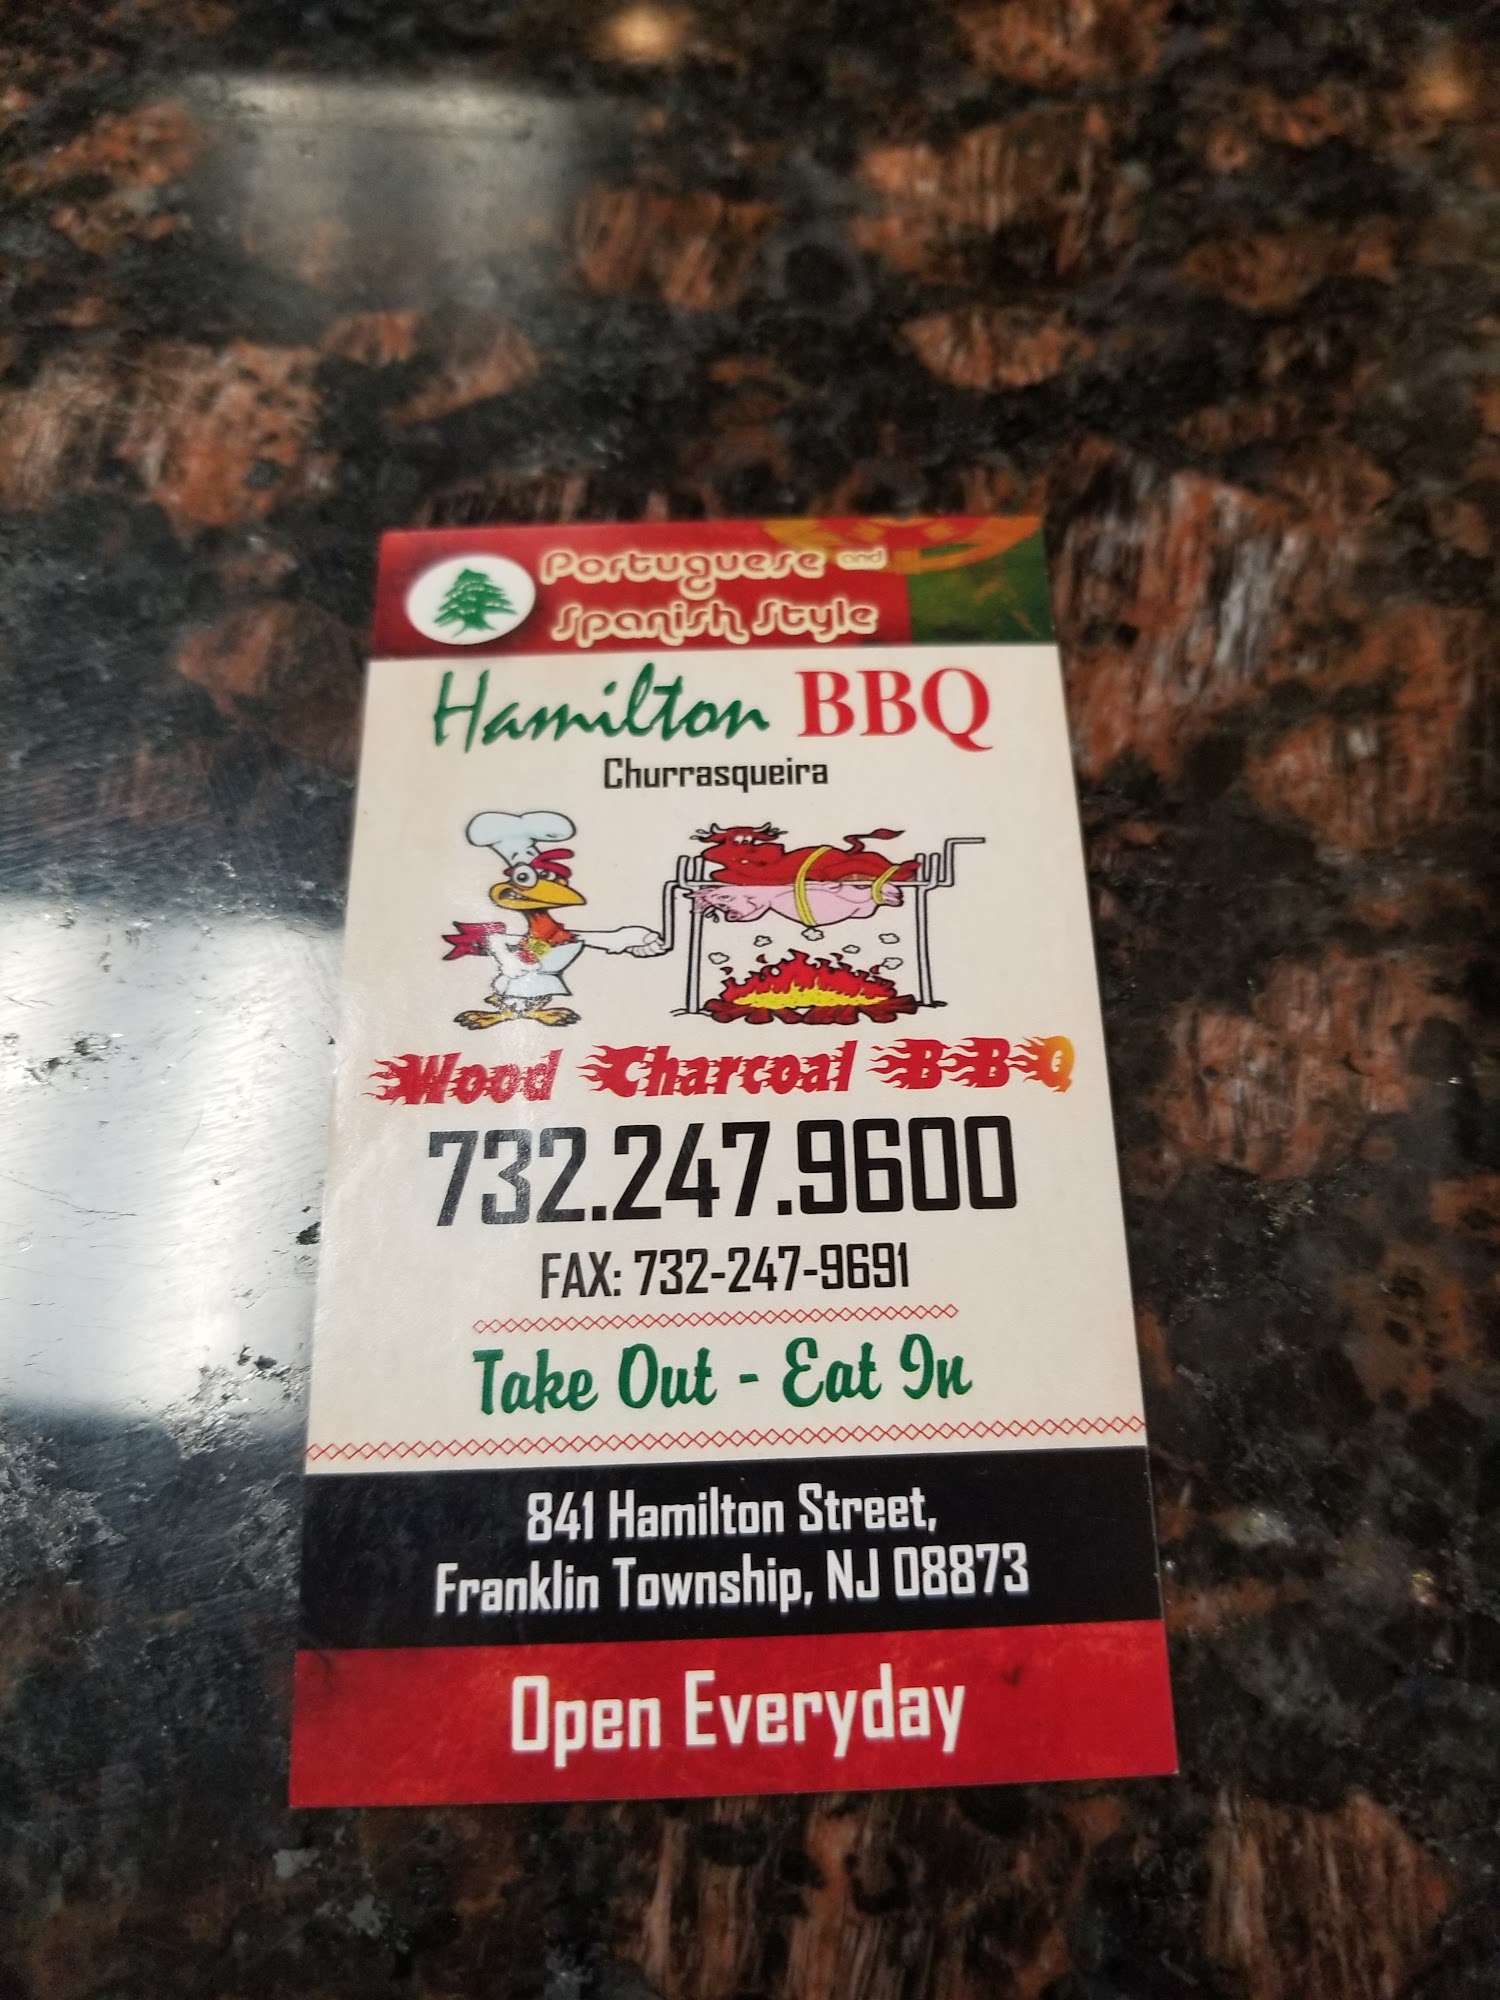 Portuguese and
Spanish Style
Hamilton BBQ
Churrasqueira
Wood Charcoal BBQ
732.247.9600
FAX: 732-247-9691
Take Out - Eat In
841 Hamilton Street,
Franklin Township, NJ 08873
Open Everyday